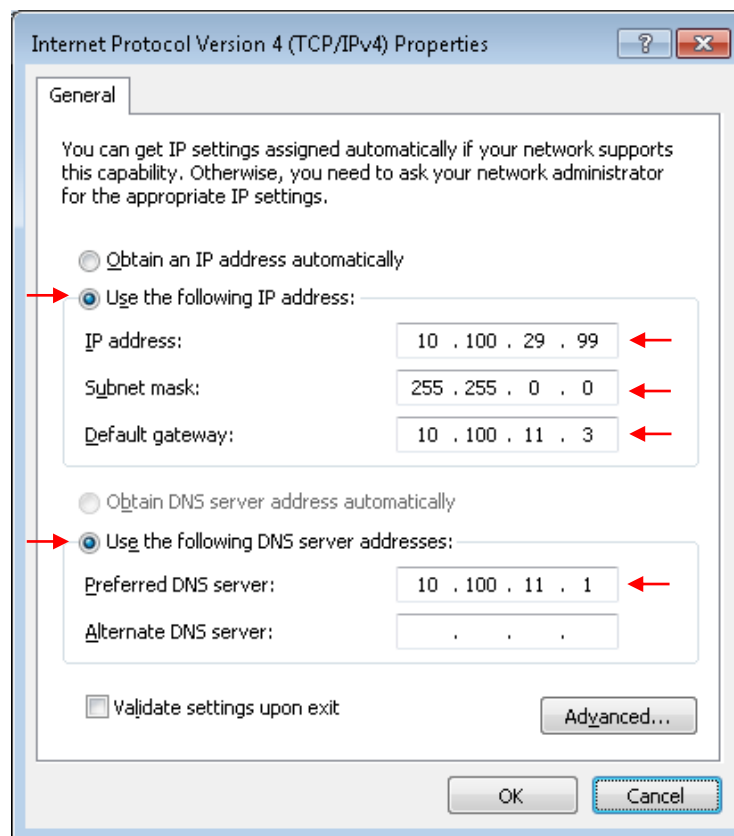 Internet Protocol Version 4 (TCP/IPv4) Properties
General
You can get IP settings assigned automatically if your network supports
this capability. Otherwise, you need to ask your network administrator
for the appropriate IP settings.
Obtain an IP address automatically
Use the following IP address:
IP address: 10 . 100 . 29 . 99
Subnet mask: 255 . 255 . 0 . 0
Default gateway: 10 . 100 . 11 . 3
Obtain DNS server address automatically
Use the following DNS server addresses:
Preferred DNS server: 10 . 100 . 11 . 1
Alternate DNS server: . . .
Validate settings upon exit
Advanced...
OK Cancel